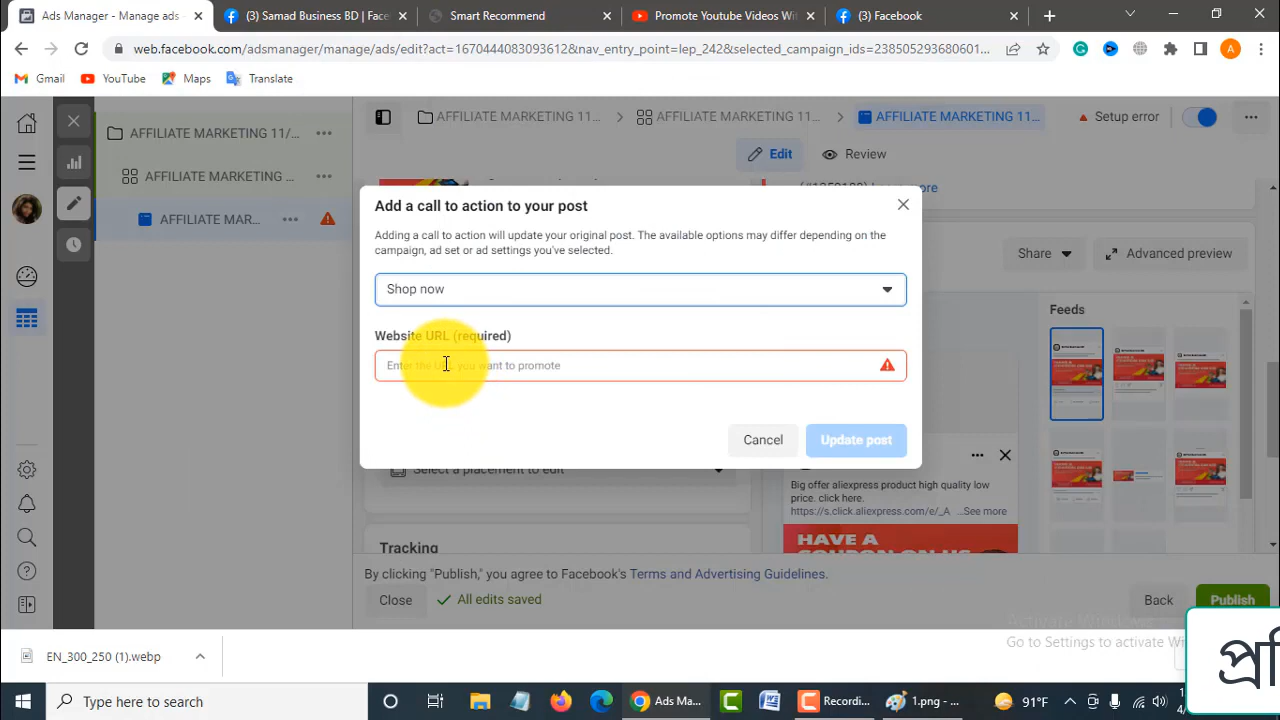 Ads Manager - Manage ads -
(3) Samad Business BD | Face
Smart Recommend
Promote Youtube Videos Wit
(3) Facebook
web.facebook.com/adsmanager/manage/ads/edit?act=1670444083093612&nav_entry_point=lep_242&selected_campaign_ids=238505293680601...
A
Gmail
YouTube
Maps
Translate
AFFILIATE MARKETING 11/...
AFFILIATE MARKETING ...
AFFILIATE MAR...
AFFILIATE MARKETING 11...
AFFILIATE MARKETING 11...
AFFILIATE MARKETING 11...
Setup error
Edit
Review
Add a call to action to your post
Adding a call to action will update your original post. The available options may differ depending on the
campaign, ad set or ad settings you've selected.
Shop now
Website URL (required)
Enter the URL you want to promote
Cancel
Update post
Share
Advanced preview
Feeds
Select a placement to edit
Tracking
Big offer aliexpress product high quality low
price. click here.
https://s.click.aliexpress.com/e/_A ...See more
HAVE A
COUPON ON US
By clicking "Publish," you agree to Facebook's Terms and Advertising Guidelines.
Close
All edits saved
Back
Publish
Activate Windows
Go to Settings to activate Wi
EN_300_250 (1).webp
Type here to search
Ads Ma...
Recordi...
1.png - ...
91°F